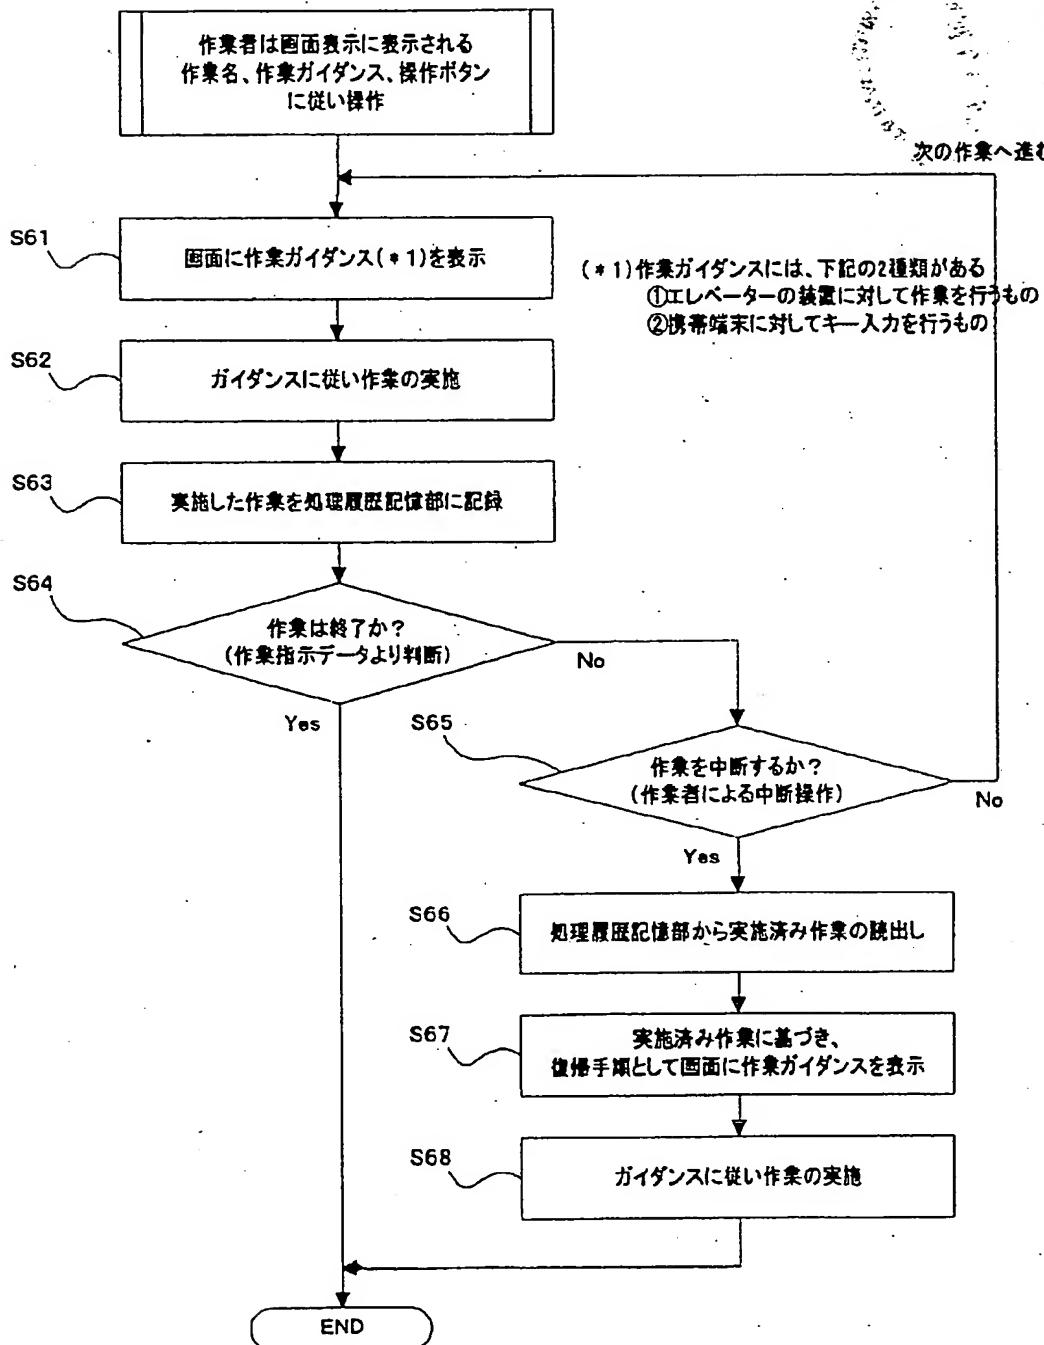 作業者は画面表示に表示される
作業名、作業ガイダンス、操作ボタン
に従い操作
次の作業へ進む
S61
画面に作業ガイダンス(*1)を表示
(*1)作業ガイダンスには、下記の2種類がある
①エレベーターの装置に対して作業を行うもの
②携帯端末に対してキー入力を行うもの
S62
ガイダンスに従い作業の実施
S63
実施した作業を処理履歴記憶部に記録
S64
作業は終了か?
(作業指示データより判断)
No
Yes
S65
作業を中断するか?
(作業者による中断操作)
No
Yes
S66
処理履歴記憶部から実施済み作業の読出し
S67
実施済み作業に基づき、
復帰手順として画面に作業ガイダンスを表示
S68
ガイダンスに従い作業の実施
END